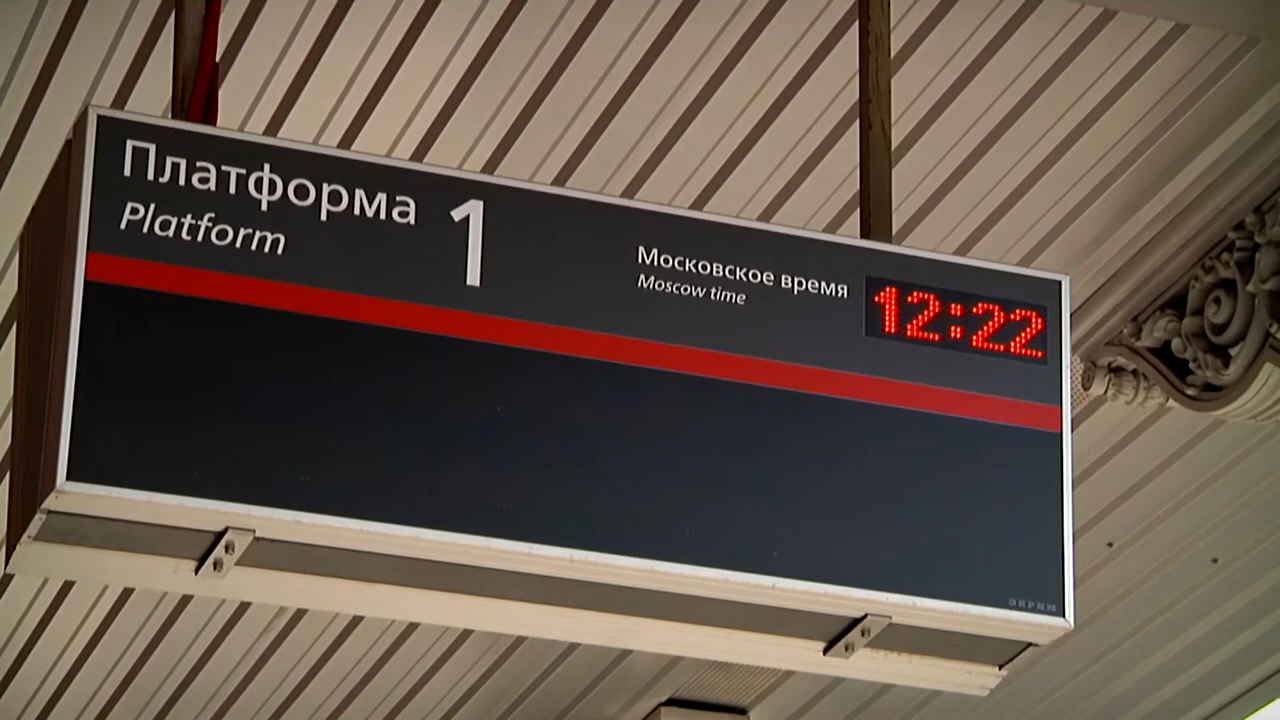 Платформа 1
Platform
Московское время 12:22
Moscow time